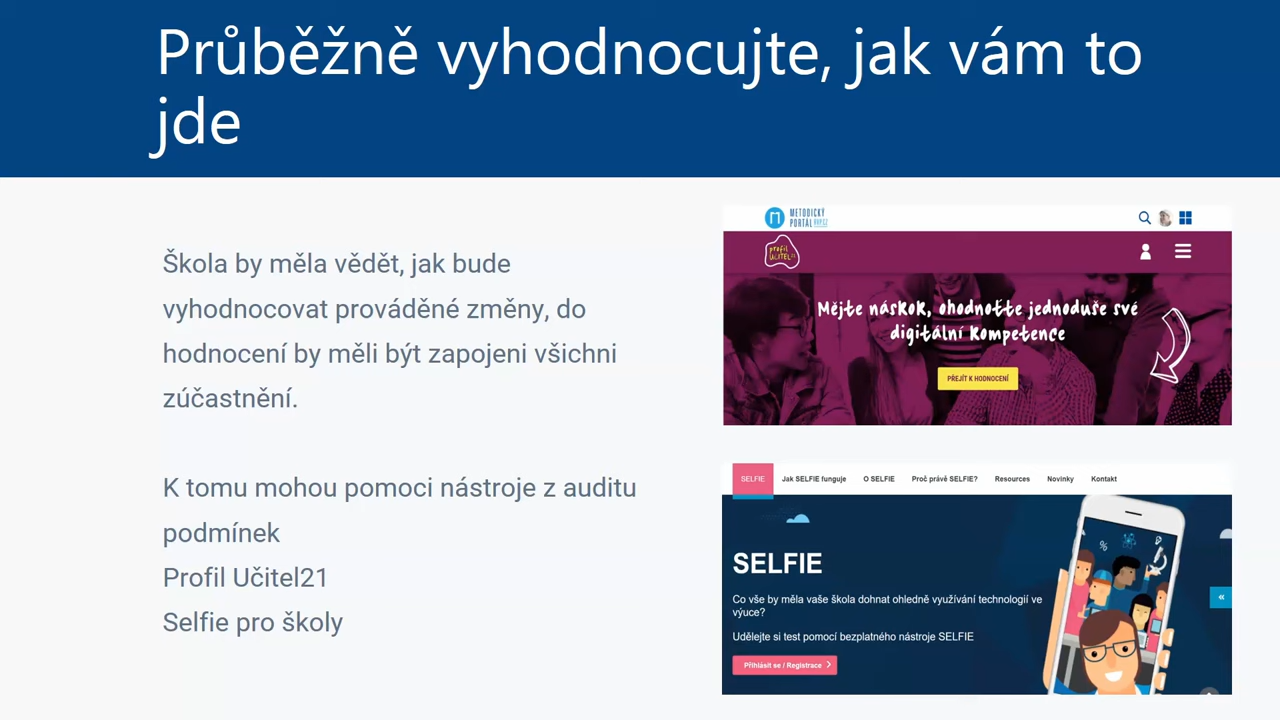 Průběžně vyhodnocujte, jak vám to
jde
Škola by měla vědět, jak bude
vyhodnocovat prováděné změny, do
hodnocení by měli být zapojeni všichni
zúčastnění.
K tomu mohou pomoci nástroje z auditu
podmínek
Profil Učitel21
Selfie pro školy
METODICKÝ
PORTÁL RVP.CZ
profil
UČITEL21
Mějte náskok, ohodnoťte jednoduše své
digitální kompetence
PŘEJÍT K HODNOCENÍ
SELFIE
Jak SELFIE funguje
O SELFIE
Proč právě SELFIE?
Resources
Novinky
Kontakt
SELFIE
Co vše by měla vaše škola dohnat ohledně využívání technologií ve
výuce?
Udělejte si test pomocí bezplatného nástroje SELFIE
Přihlásit se / Registrace
%